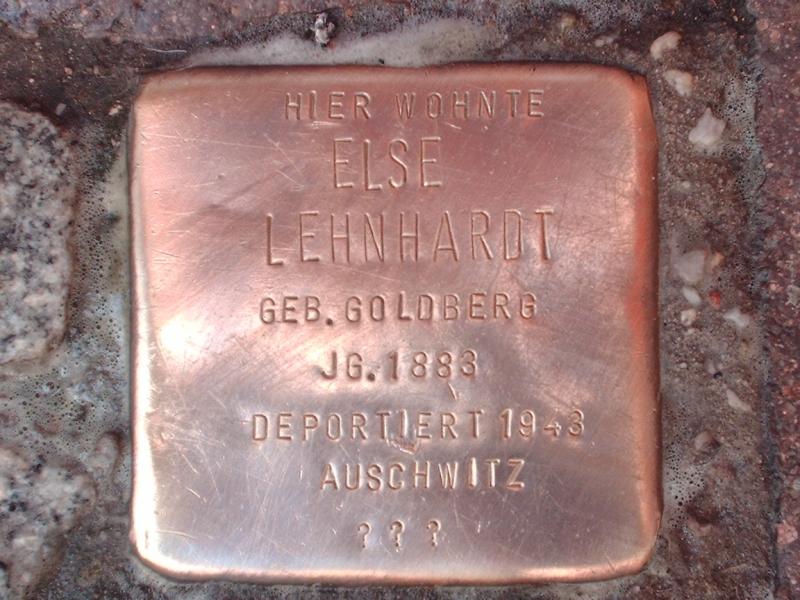 HIER WOHNTE
ELSE
LEHNHARDT
GEB. GOLDBERG
JG. 1883
DEPORTIERT 1943
AUSCHWITZ
???